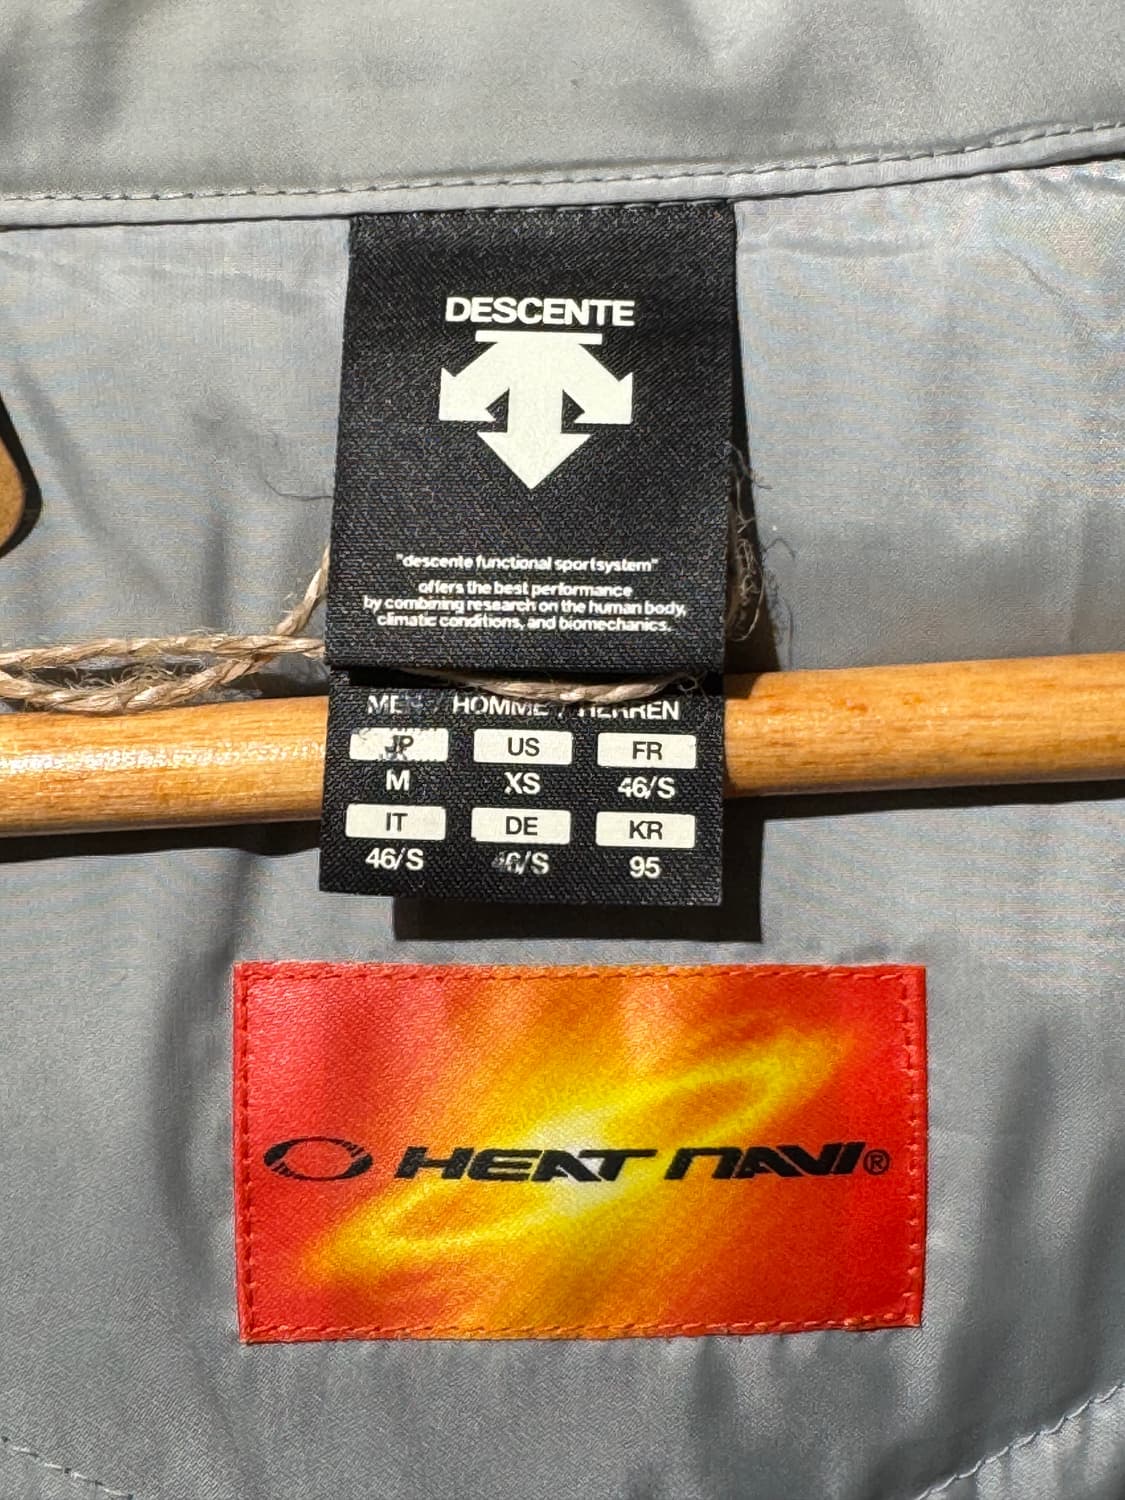 DESCENTE
"descente functional sportsystem"
offers the best performance
by combining research on the human body,
climatic conditions, and biomechanics.
MEN / HOMME / HERREN
JP US FR
M XS 46/S
IT DE KR
46/S 46/S 95
HEAT NAVI®